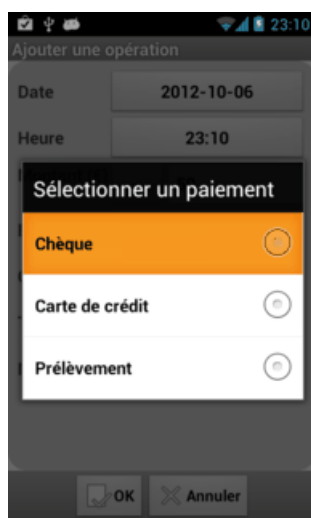 23:10
Ajouter une opération
Date 2012-10-06
Heure 23:10
Sélectionner un paiement
Chèque
Carte de crédit
Prélèvement
OK Annuler